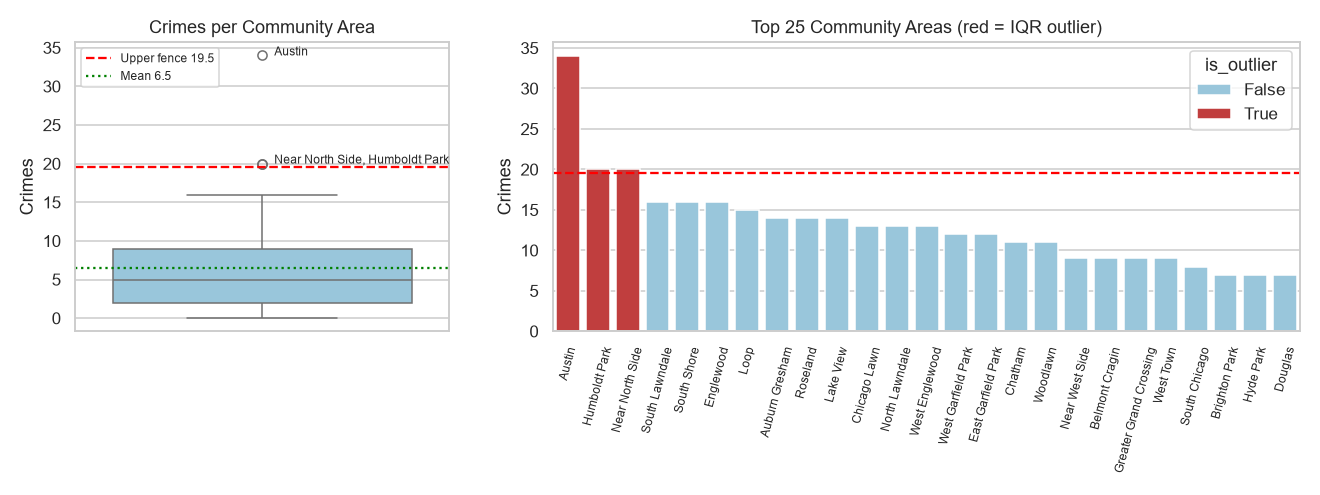 Crimes per Community Area
35
30
25
20
15
10
5
0
Crimes
Upper fence 19.5
Mean 6.5
Austin
Near North Side, Humboldt Park
Top 25 Community Areas (red = IQR outlier)
35
30
25
20
15
10
5
0
Crimes
is_outlier
False
True
Austin
Humboldt Park
Near North Side
South Lawndale
South Shore
Englewood
Loop
Auburn Gresham
Roseland
Lake View
Chicago Lawn
North Lawndale
West Englewood
West Garfield Park
East Garfield Park
Chatham
Woodlawn
Near West Side
Belmont Cragin
Greater Grand Crossing
West Town
South Chicago
Brighton Park
Hyde Park
Douglas